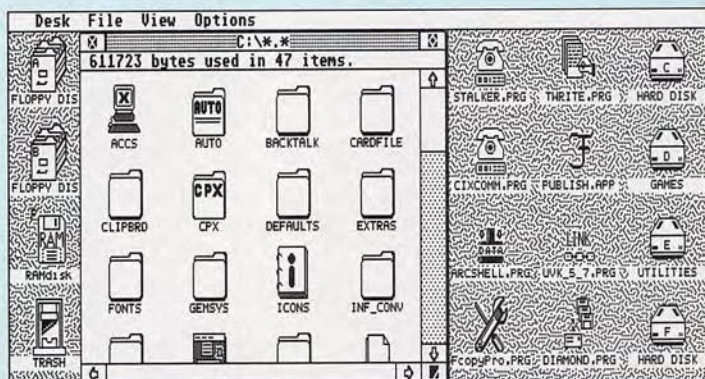 Desk File View Options
C:\*.*
611723 bytes used in 47 items.
A
FLOPPY DIS
B
FLOPPY DIS
RAM
RAMdisk
TRASH
X
ACCS
AUTO
AUTO
BACKTALK
CARDFILE
CLIPBRD
CPX
CPX
DEFAULTS
EXTRAS
FONTS
GEMSYS
i
ICONS
INF_CONV
STALKER.PRG
TWRITE.PRG
C
HARD DISK
CIXCOMM.PRG
PUBLISH.APP
D
GAMES
DATA
ARCSHELL.PRG
LINK
UVK_5_7.PRG
E
UTILITIES
FcopyPro.PRG
DIAMOND.PRG
F
HARD DISK